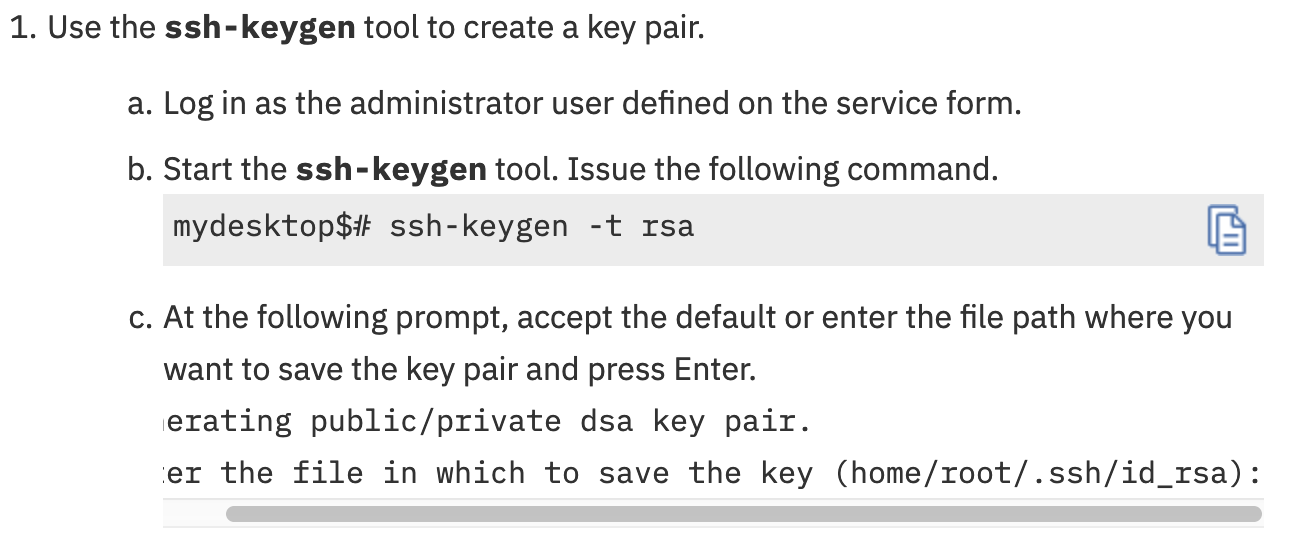 1. Use the ssh-keygen tool to create a key pair.
a. Log in as the administrator user defined on the service form.
b. Start the ssh-keygen tool. Issue the following command.
mydesktop$# ssh-keygen -t rsa
c. At the following prompt, accept the default or enter the file path where you
want to save the key pair and press Enter.
erating public/private dsa key pair.
er the file in which to save the key (home/root/.ssh/id_rsa):